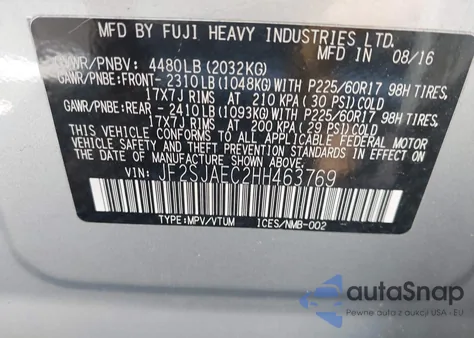 MFD BY FUJI HEAVY INDUSTRIES LTD.
MFD IN 08/16
GVWR/PNBV: 4480LB (2032KG)
GAWR/PNBE: FRONT- 2310LB (1048KG) WITH P225/60R17 98H TIRES,
17X7J RIMS AT 210 KPA (30 PSI) COLD
GAWR/PNBE: REAR - 2410LB (1093KG) WITH P225/60R17 98H TIRES,
17X7J RIMS AT 200 KPA (29 PSI) COLD
THIS VEHICLE CONFORMS TO ALL APPLICABLE FEDERAL MOTOR VEHICLE
SAFETY AND
IN EFFECT ON THE DATE OF MANUFACTURE SHOWN ABOVE.
VIN: JF2SJAEC2HH463769
TYPE:MPV/VTUM ICES/NMB-002
autoSnap
Pewne auta z aukcji USA i EU